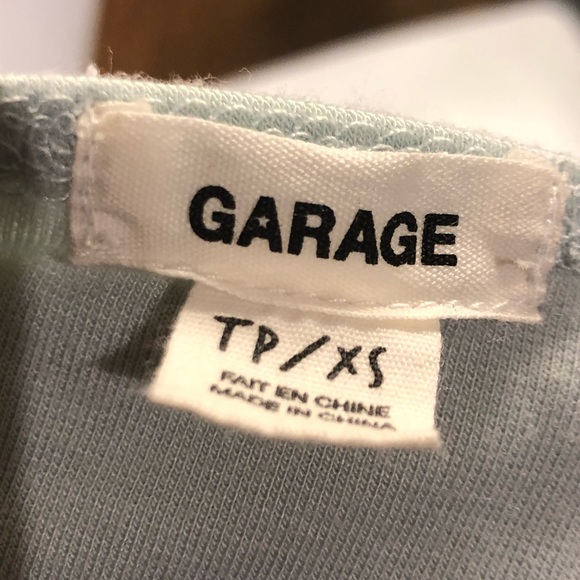 GARAGE
TP/XS
FAIT EN CHINE
MADE IN CHINA